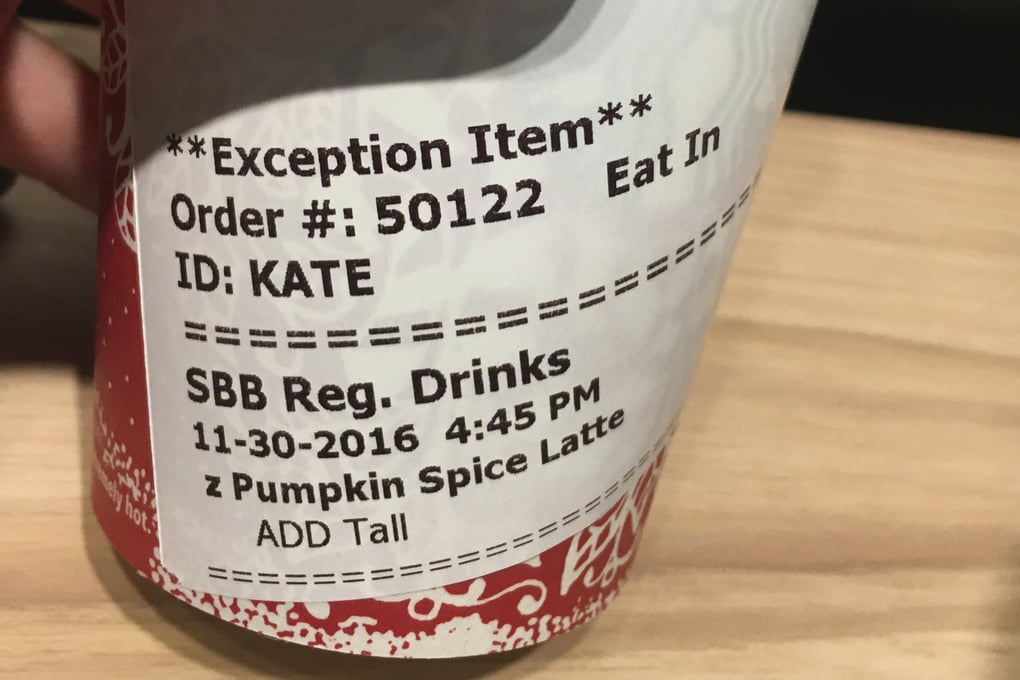 **Exception Item**
Order #: 50122 Eat In
ID: KATE
==================
SBB Reg. Drinks
11-30-2016 4:45 PM
z Pumpkin Spice Latte
ADD Tall
========================
hot.